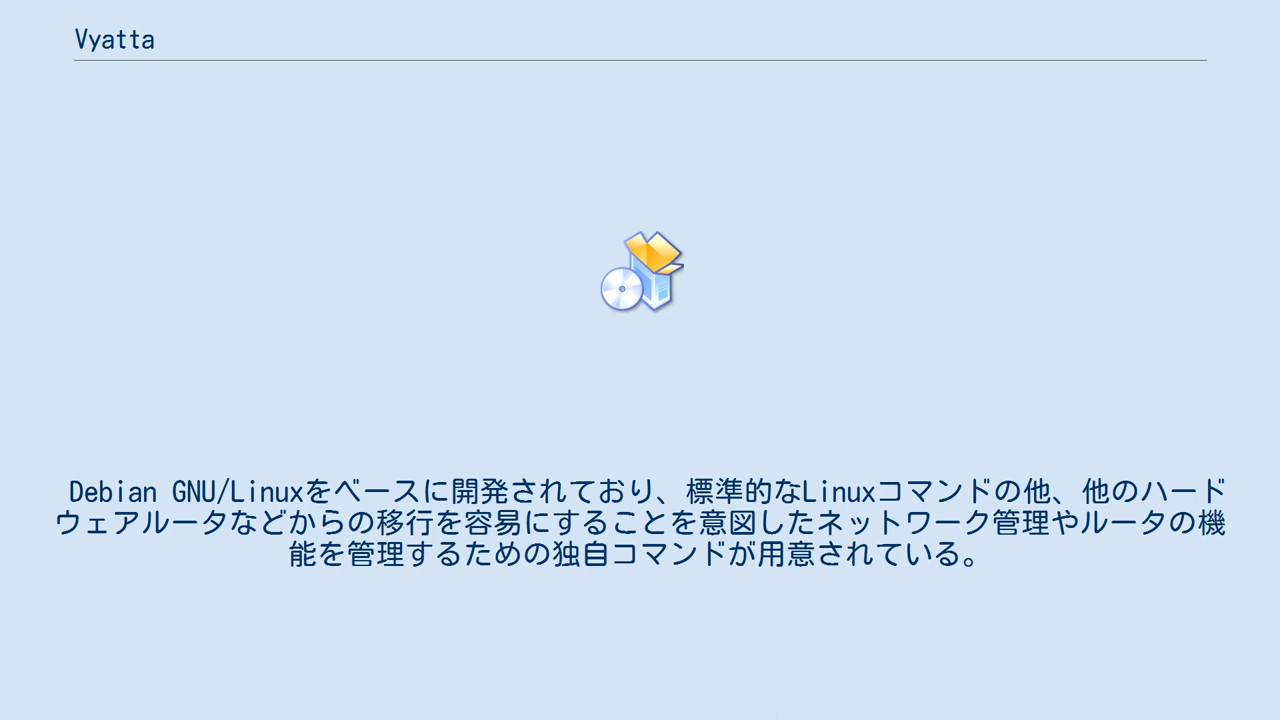 Vyatta
Debian GNU/Linuxをベースに開発されており、標準的なLinuxコマンドの他、他のハード
ウェアルータなどからの移行を容易にすることを意図したネットワーク管理やルータの機
能を管理するための独自コマンドが用意されている。